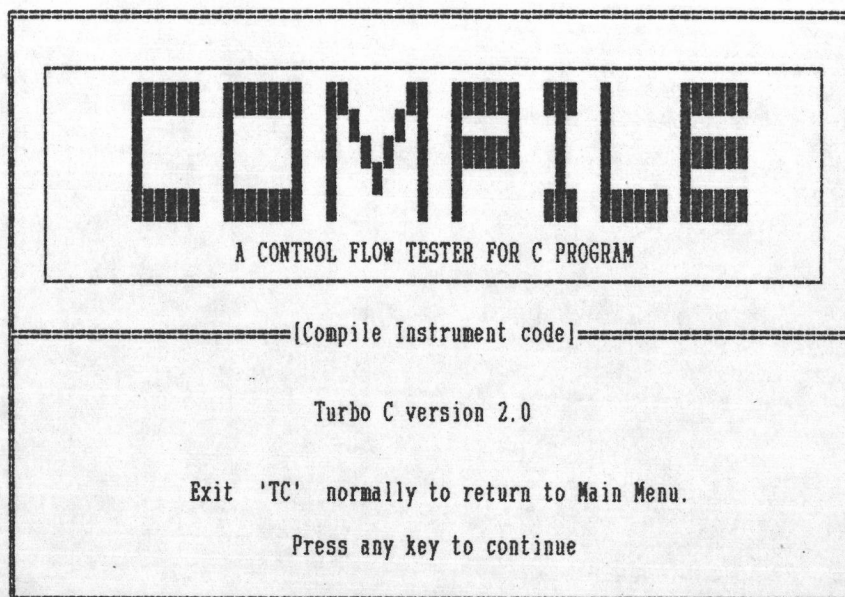 COMPILE
A CONTROL FLOW TESTER FOR C PROGRAM
[Compile Instrument code]
Turbo C version 2.0
Exit 'TC' normally to return to Main Menu.
Press any key to continue